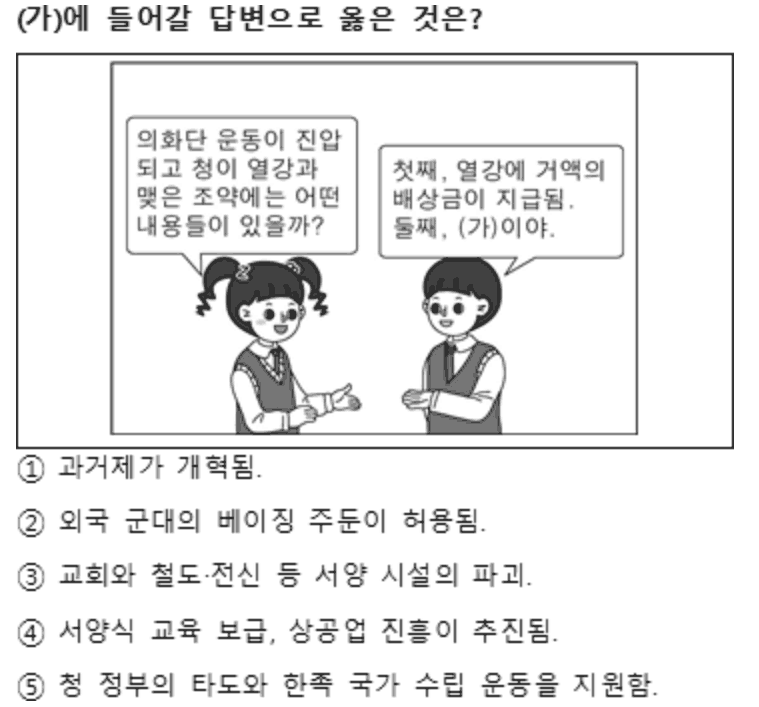 (가)에 들어갈 답변으로 옳은 것은?
의화단 운동이 진압
되고 청이 열강과
맺은 조약에는 어떤
내용들이 있을까?
첫째, 열강에 거액의
배상금이 지급됨.
둘째, (가)이야.
① 과거제가 개혁됨.
② 외국 군대의 베이징 주둔이 허용됨.
③ 교회와 철도·전신 등 서양 시설의 파괴.
④ 서양식 교육 보급, 상공업 진흥이 추진됨.
⑤ 청 정부의 타도와 한족 국가 수립 운동을 지원함.